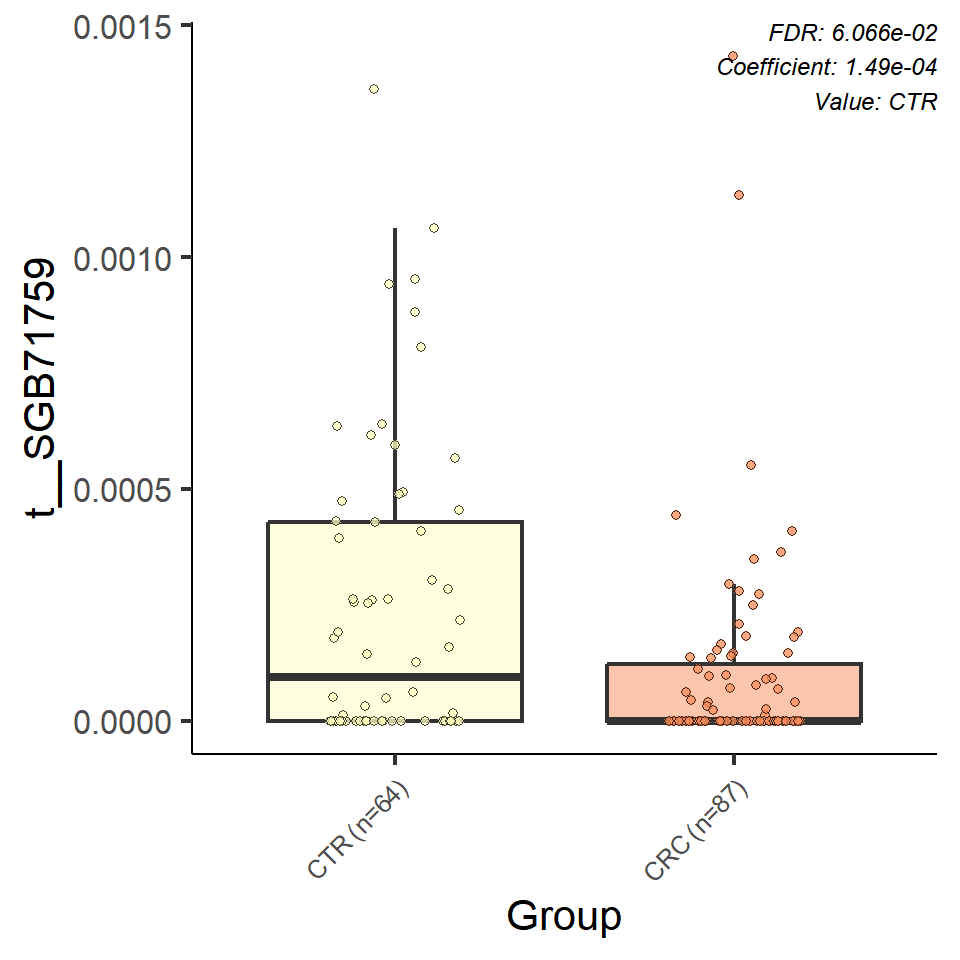 FDR: 6.066e-02
Coefficient: 1.49e-04
Value: CTR
0.0015
0.0010
0.0005
0.0000
t__SGB71759
CTR (n=64)
CRC (n=87)
Group